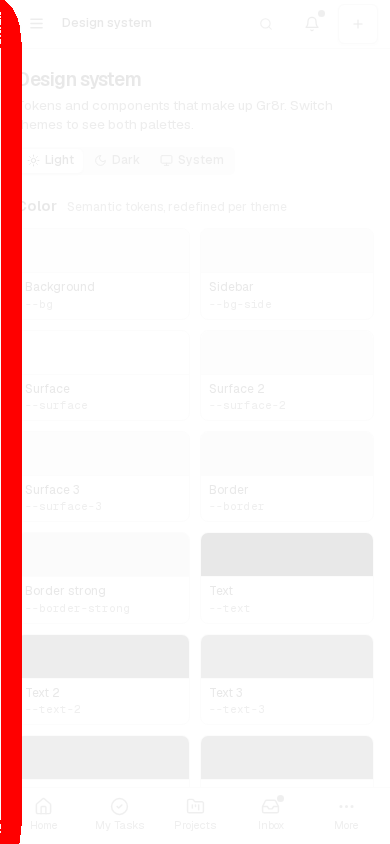 Design system
Design system
Tokens and components that make up Gr8r. Switch
themes to see both palettes.
Light Dark System
Color Semantic tokens, redefined per theme
Background Sidebar
--bg --bg-side
Surface Surface 2
--surface --surface-2
Surface 3 Border
--surface-3 --border
Border strong Text
--border-strong --text
Text 2 Text 3
--text-2 --text-3
Home My Tasks Projects Inbox More